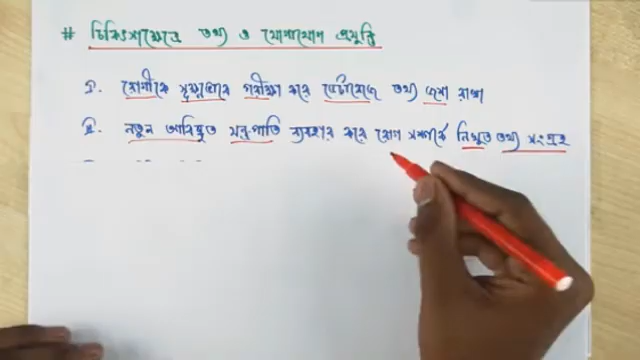 # চিকিৎসাক্ষেত্রে তথ্য ও যোগাযোগ প্রযুক্তি
১. রোগীকে সূক্ষ্মভাবে পরীক্ষা করে ডেটাবেজে তথ্য জমা রাখা
২. নতুন আবিষ্কৃত যন্ত্রপাতি ব্যবহার করে রোগ সম্পর্কে নিখুঁত তথ্য সংগ্রহ